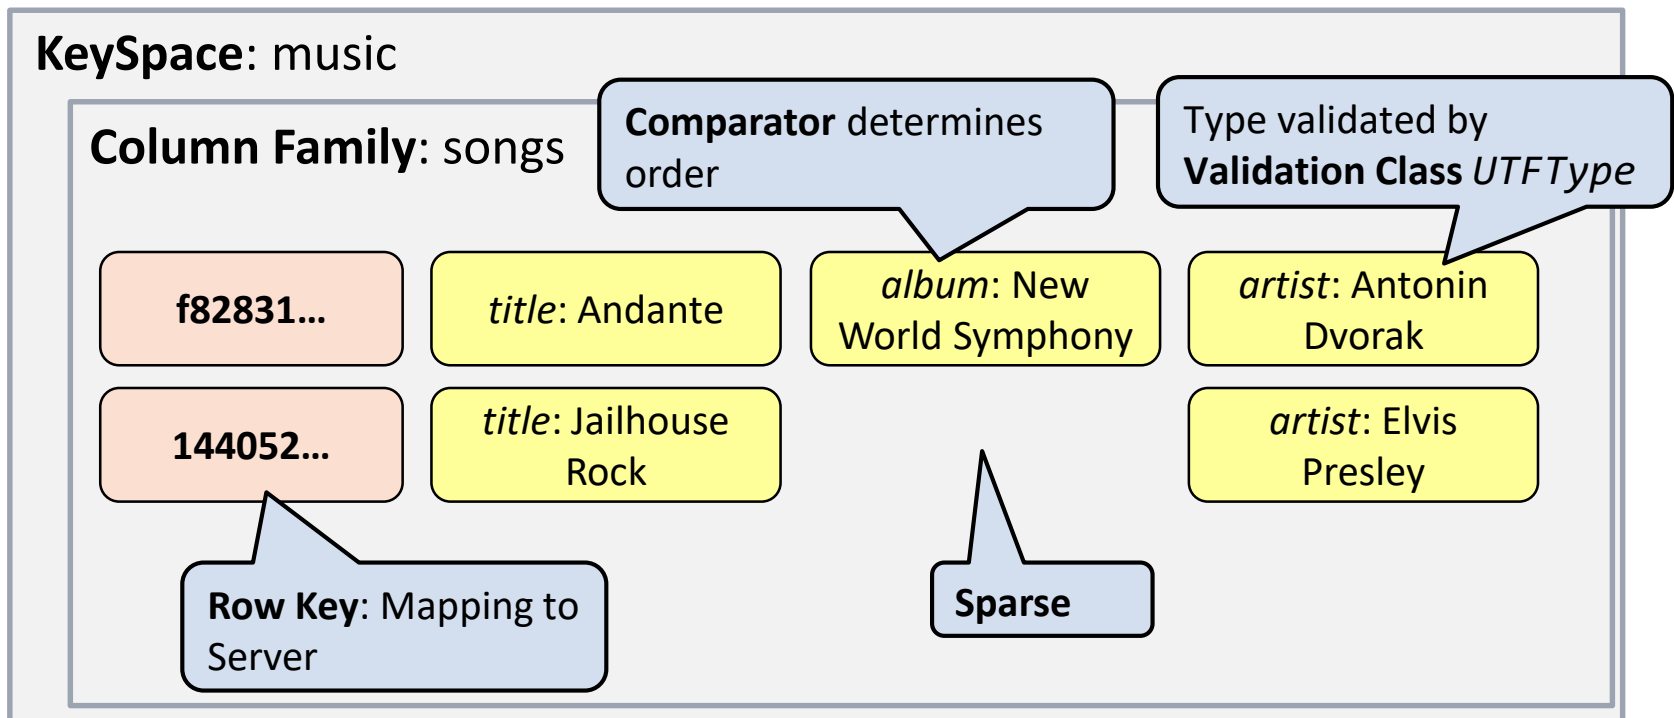 KeySpace: music
Column Family: songs
Comparator determines
order
Type validated by
Validation Class UTFType
f82831...
title: Andante
album: New
World Symphony
artist: Antonin
Dvorak
144052...
title: Jailhouse
Rock
artist: Elvis
Presley
Row Key: Mapping to
Server
Sparse